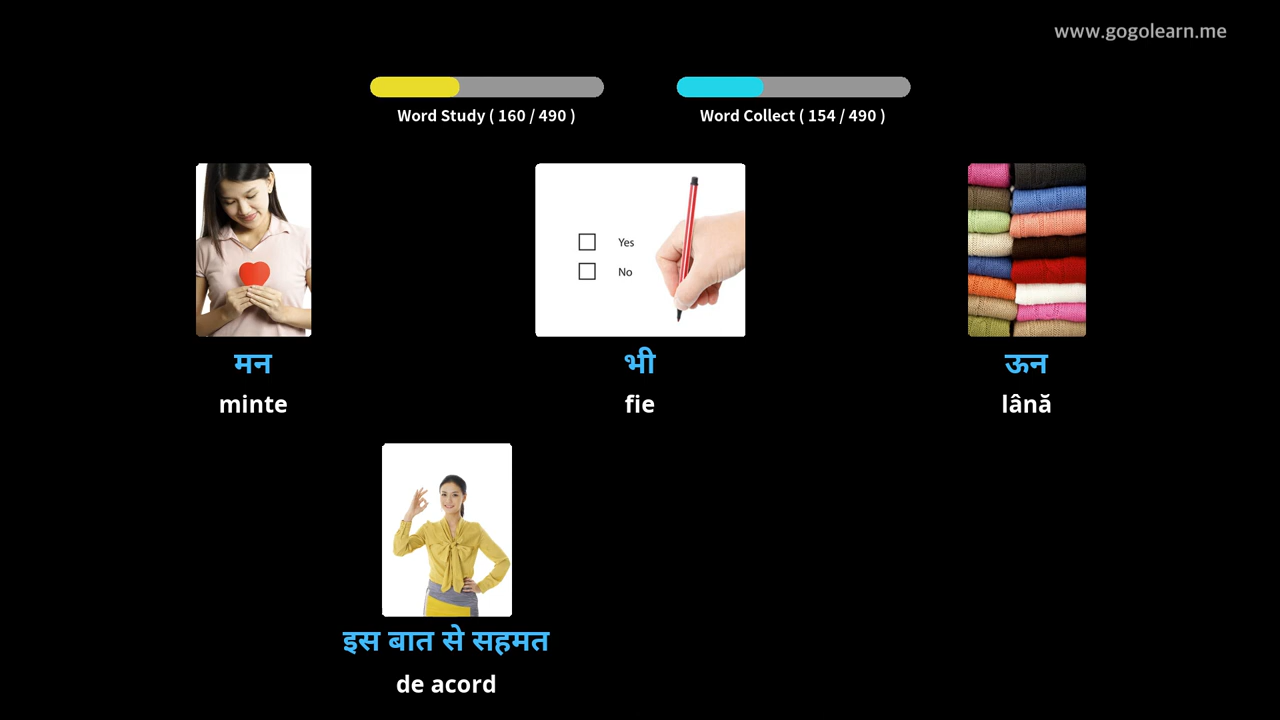 www.gogolearn.me
Word Study ( 160 / 490 )
Word Collect ( 154 / 490 )
Yes
No
मन
भी
ऊन
minte
fie
lână
इस बात से सहमत
de acord